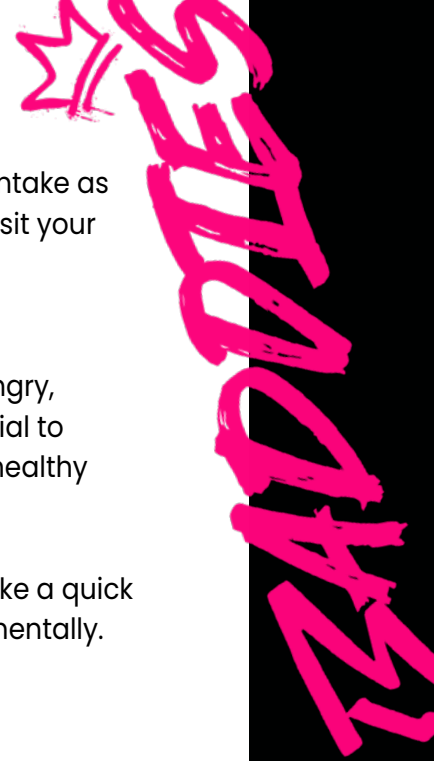 ntake as
sit your
ngry,
ial to
healthy
ke a quick
mentally.
BADDIES